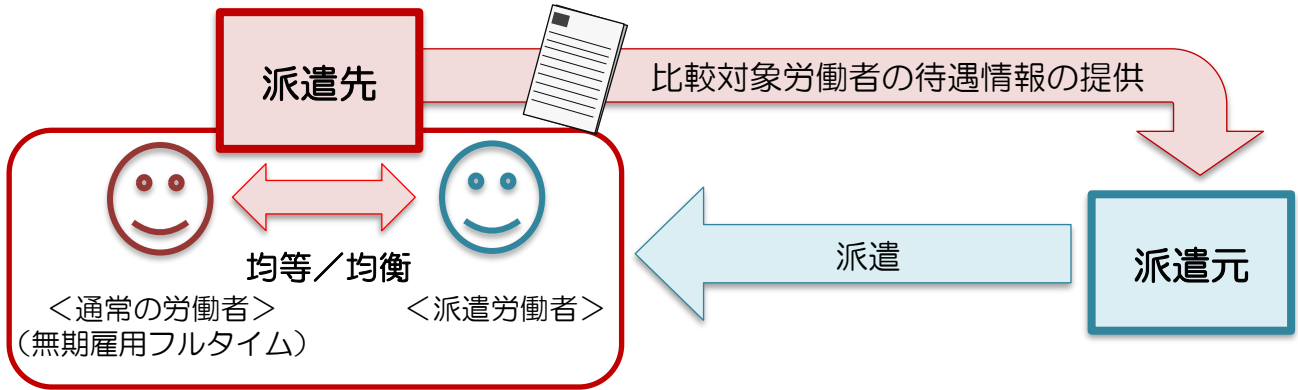 派遣先
比較対象労働者の待遇情報の提供
派遣
派遣元
均等／均衡
＜通常の労働者＞
（無期雇用フルタイム）
＜派遣労働者＞